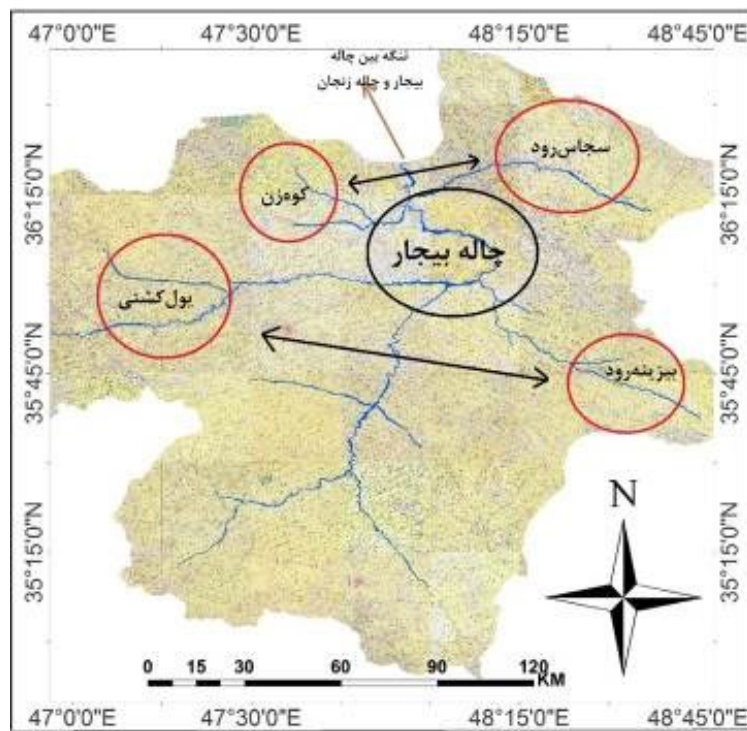 47°0'0"E 47°30'0"E 48°15'0"E 48°45'0"E
تنگه بین چاله
بیجار و چاله زنجان
سجاس‌رود
کوه‌زن
چاله بیجار
یول‌کشتی
بیزینه‌رود
36°15'0"N
35°45'0"N
35°15'0"N
36°15'0"N
35°45'0"N
35°15'0"N
N
0 15 30 60 90 120
KM
47°0'0"E 47°30'0"E 48°15'0"E 48°45'0"E